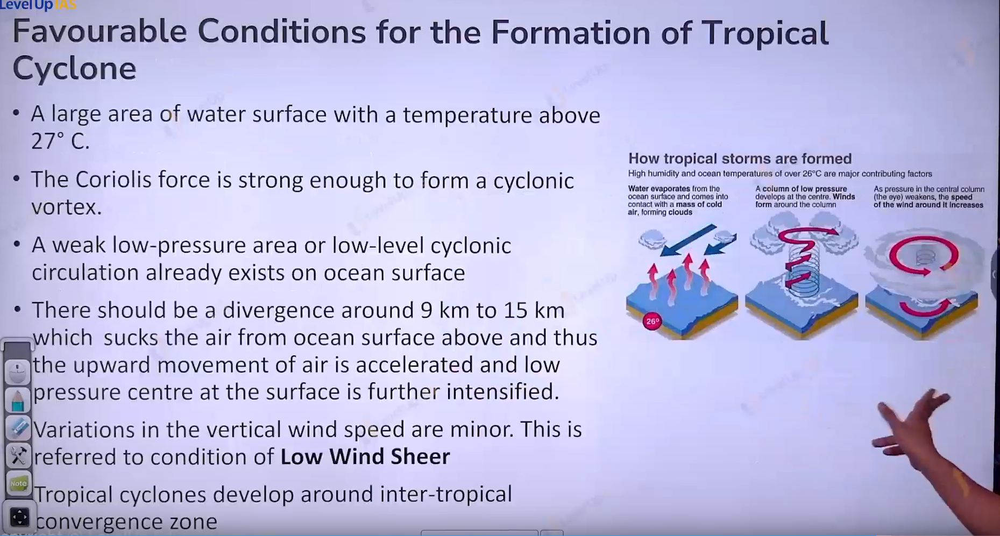 LevelUp IAS
Favourable Conditions for the Formation of Tropical
Cyclone
• A large area of water surface with a temperature above
27° C.
• The Coriolis force is strong enough to form a cyclonic
vortex.
• A weak low-pressure area or low-level cyclonic
circulation already exists on ocean surface
• There should be a divergence around 9 km to 15 km
which sucks the air from ocean surface above and thus
the upward movement of air is accelerated and low
pressure centre at the surface is further intensified.
Variations in the vertical wind speed are minor. This is
referred to condition of Low Wind Sheer
Tropical cyclones develop around inter-tropical
convergence zone
How tropical storms are formed
High humidity and ocean temperatures of over 26°C are major contributing factors
Water evaporates from the
ocean surface and comes into
contact with a mass of cold
air, forming clouds
A column of low pressure
develops at the centre. Winds
form around the column
As pressure in the central column
(the eye) weakens, the speed
of the wind around it increases
26°
Note